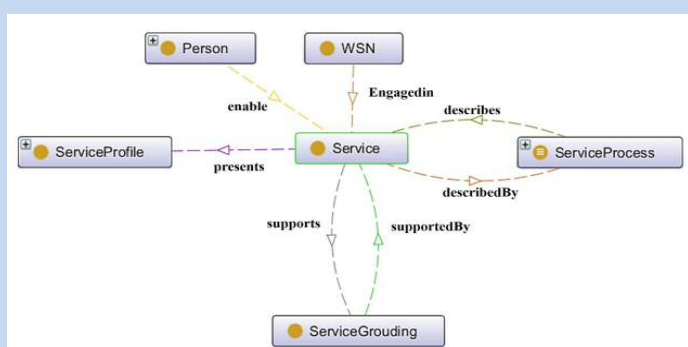 Person
WSN
enable
Engagedin
describes
ServiceProfile
Service
ServiceProcess
presents
describedBy
supports
supportedBy
ServiceGrouding